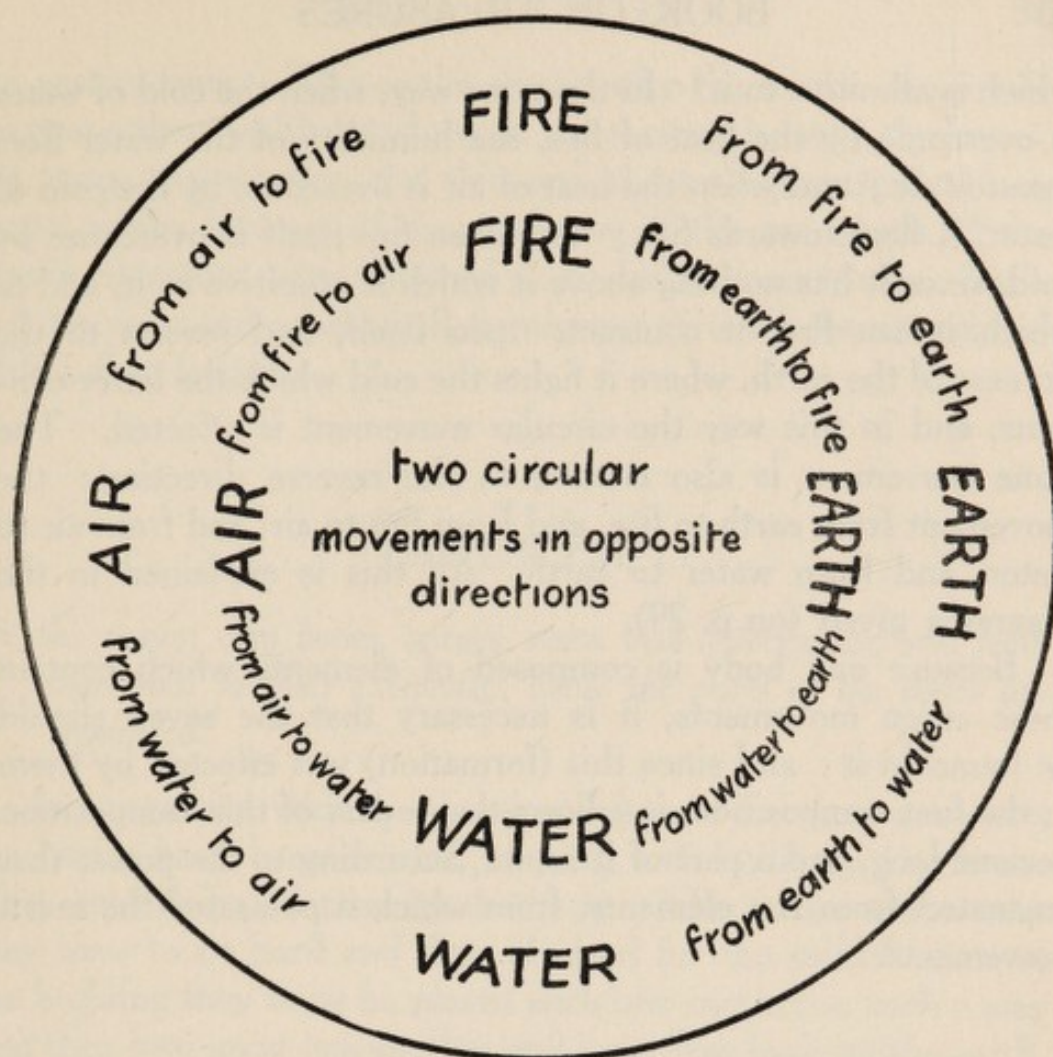 FIRE
from fire to earth
EARTH
from earth to water
WATER
from water to air
AIR
from air to fire
FIRE
from earth to fire
EARTH
from water to earth
WATER
from air to water
AIR
from fire to air
two circular
movements in opposite
directions